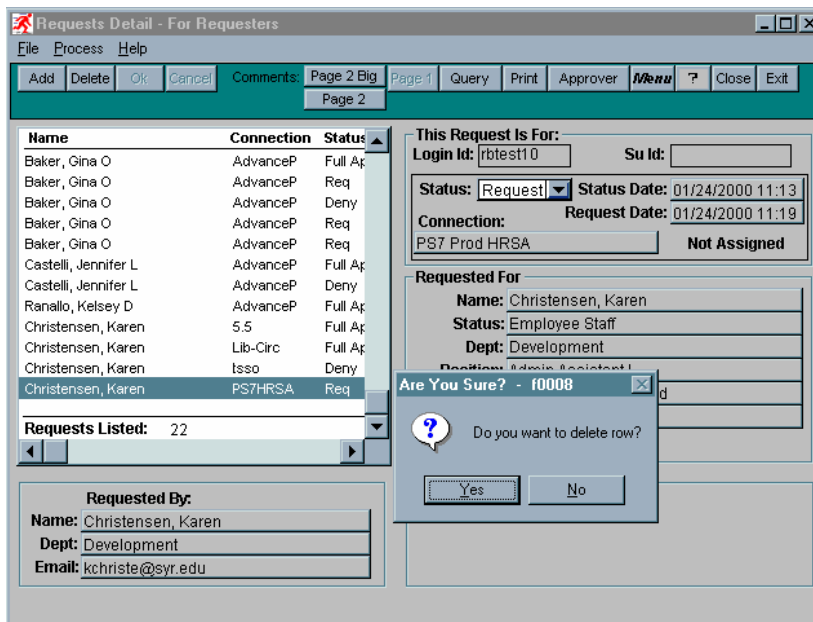 Requests Detail - For Requesters
File Process Help
Add Delete Ok Cancel Comments: Page 2 Big Page 1 Query Print Approver Menu ? Close Exit
Page 2
Name Connection Status
Baker, Gina O AdvanceP Full Ap
Baker, Gina O AdvanceP Req
Baker, Gina O AdvanceP Deny
Baker, Gina O AdvanceP Req
Baker, Gina O AdvanceP Req
Castelli, Jennifer L AdvanceP Full Ap
Castelli, Jennifer L AdvanceP Deny
Ranallo, Kelsey D AdvanceP Full Ap
Christensen, Karen 5.5 Full Ap
Christensen, Karen Lib-Circ Full Ap
Christensen, Karen tsso Deny
Christensen, Karen PS7HRSA Req
Requests Listed: 22
Requested By:
Name: Christensen, Karen
Dept: Development
Email: kchriste@syr.edu
This Request Is For:
Login Id: rbtest10 Su Id:
Status: Request Status Date: 01/24/2000 11:13
Request Date: 01/24/2000 11:19
Connection:
PS7 Prod HRSA Not Assigned
Requested For
Name: Christensen, Karen
Status: Employee Staff
Dept: Development
Position: Admin Assistant I
d
Are You Sure? - f0008
? Do you want to delete row?
Yes No